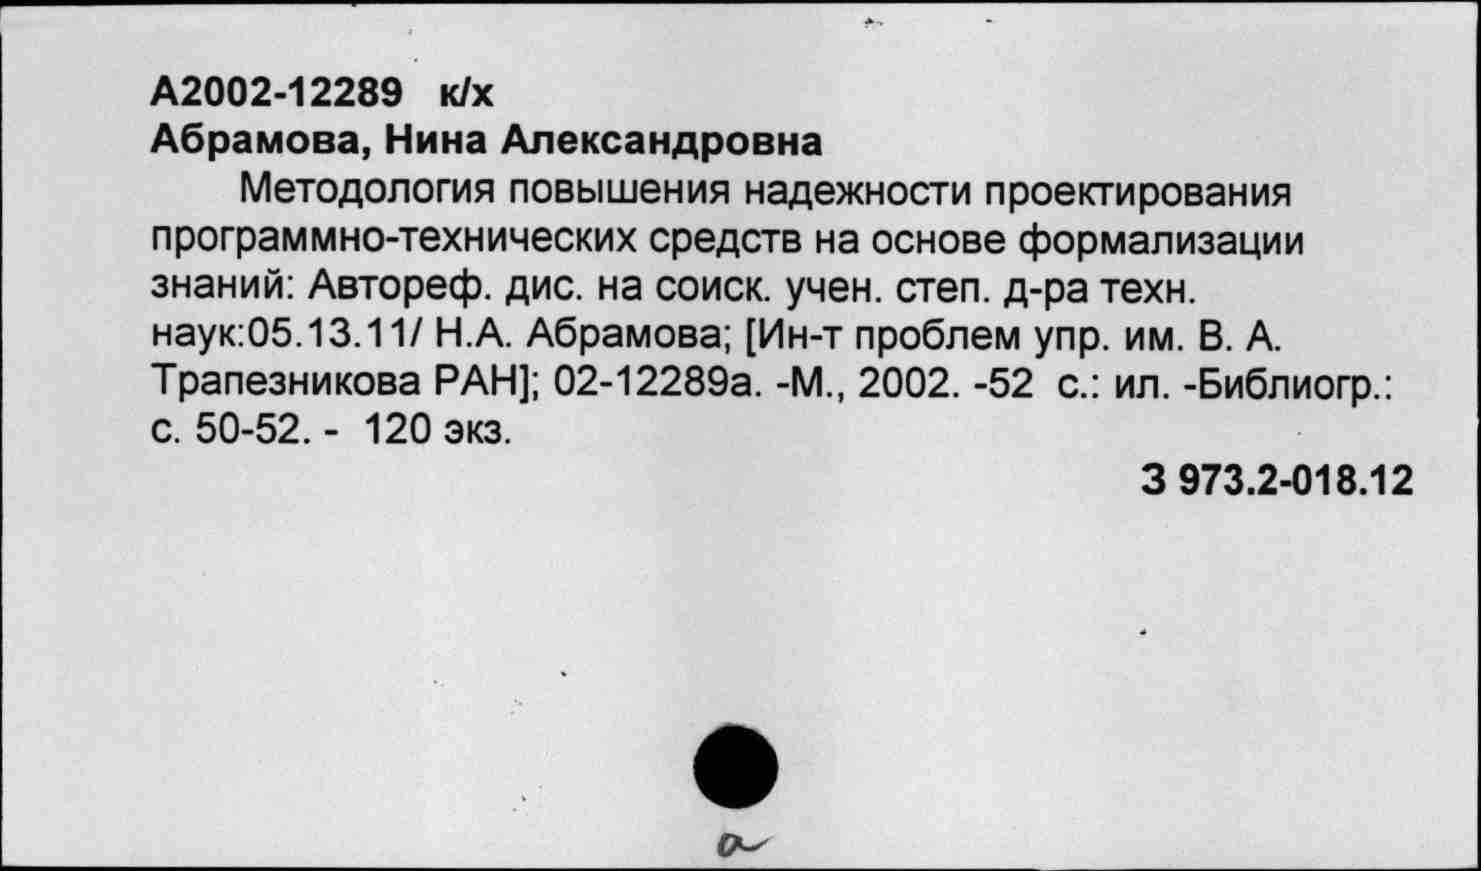 А2002-12289 к/х
Абрамова, Нина Александровна
Методология повышения надежности проектирования
программно-технических средств на основе формализации
знаний: Автореф. дис. на соиск. учен. степ. д-ра техн.
наук:05.13.11/ Н.А. Абрамова; [Ин-т проблем упр. им. В. А.
Трапезникова РАН]; 02-12289а. -М., 2002. -52 с.: ил. -Библиогр.:
с. 50-52. - 120 экз.
З 973.2-018.12
а